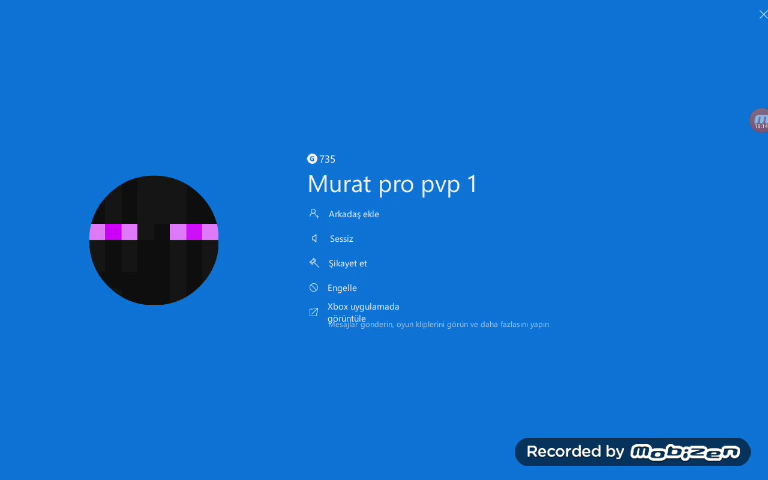 G 735
Murat pro pvp 1
Arkadaş ekle
Sessiz
Şikayet et
Engelle
Xbox uygulamada
görüntüle
Mesajlar gönderin, oyun kliplerini görün ve daha fazlasını yapın
Recorded by mobizen